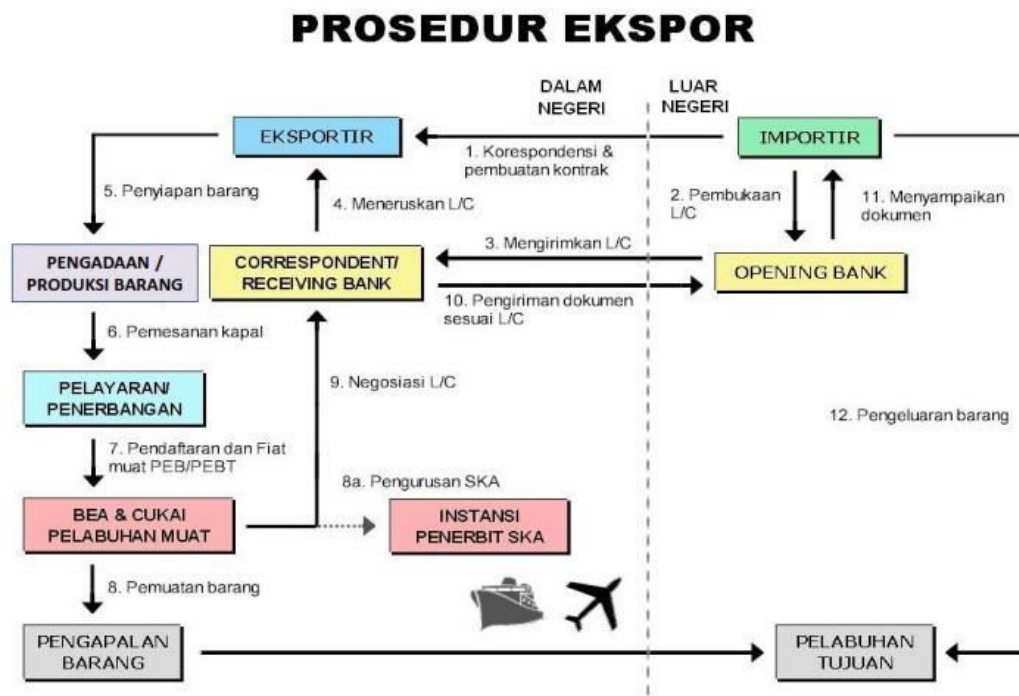 PROSEDUR EKSPOR
DALAM
NEGERI
LUAR
NEGERI
EKSPORTIR
IMPORTIR
1. Korespondensi &
pembuatan kontrak
5. Penyiapan barang
4. Meneruskan L/C
2. Pembukaan
L/C
11. Menyampaikan
dokumen
3. Mengirimkan L/C
PENGADAAN /
PRODUKSI BARANG
CORRESPONDENT/
RECEIVING BANK
OPENING BANK
10. Pengiriman dokumen
sesuai L/C
6. Pemesanan kapal
9. Negosiasi L/C
PELAYARAN/
PENERBANGAN
12. Pengeluaran barang
7. Pendaftaran dan Fiat
muat PEB/PEBT
8a. Pengurusan SKA
BEA & CUKAI
PELABUHAN MUAT
INSTANSI
PENERBIT SKA
8. Pemuatan barang
PENGAPALAN
BARANG
PELABUHAN
TUJUAN